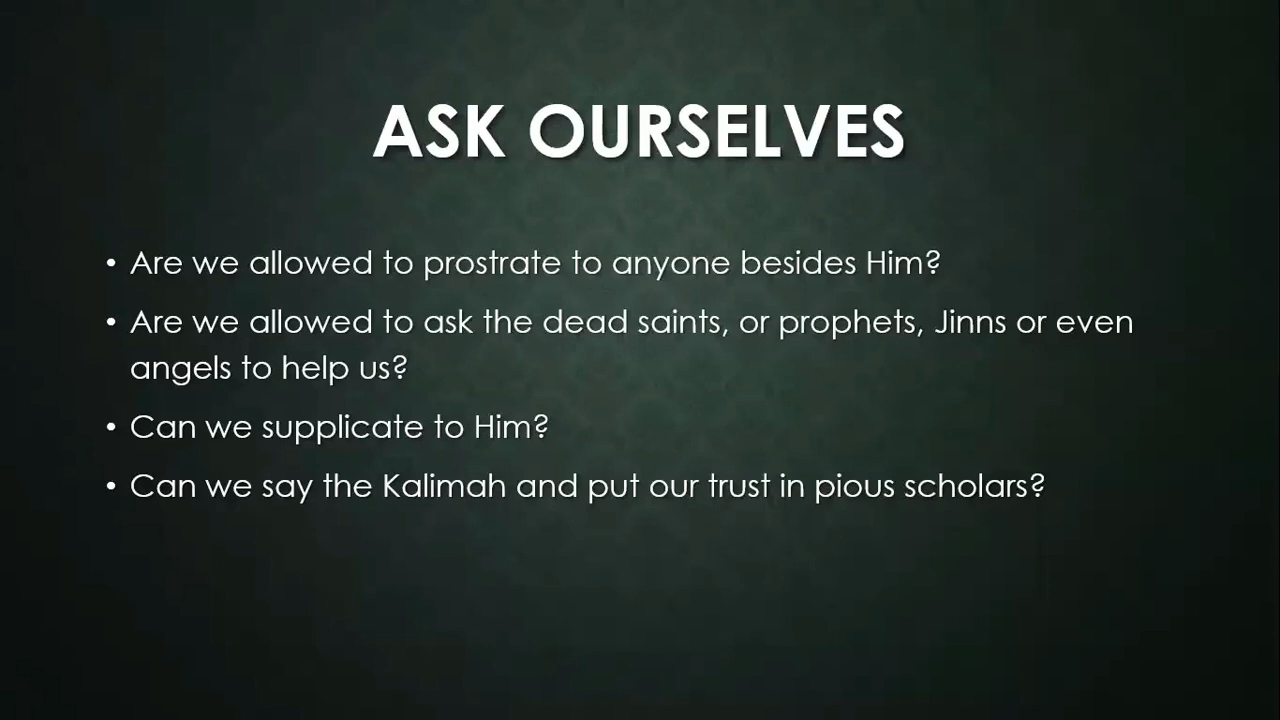 ASK OURSELVES
• Are we allowed to prostrate to anyone besides Him?
• Are we allowed to ask the dead saints, or prophets, Jinns or even
angels to help us?
• Can we supplicate to Him?
• Can we say the Kalimah and put our trust in pious scholars?